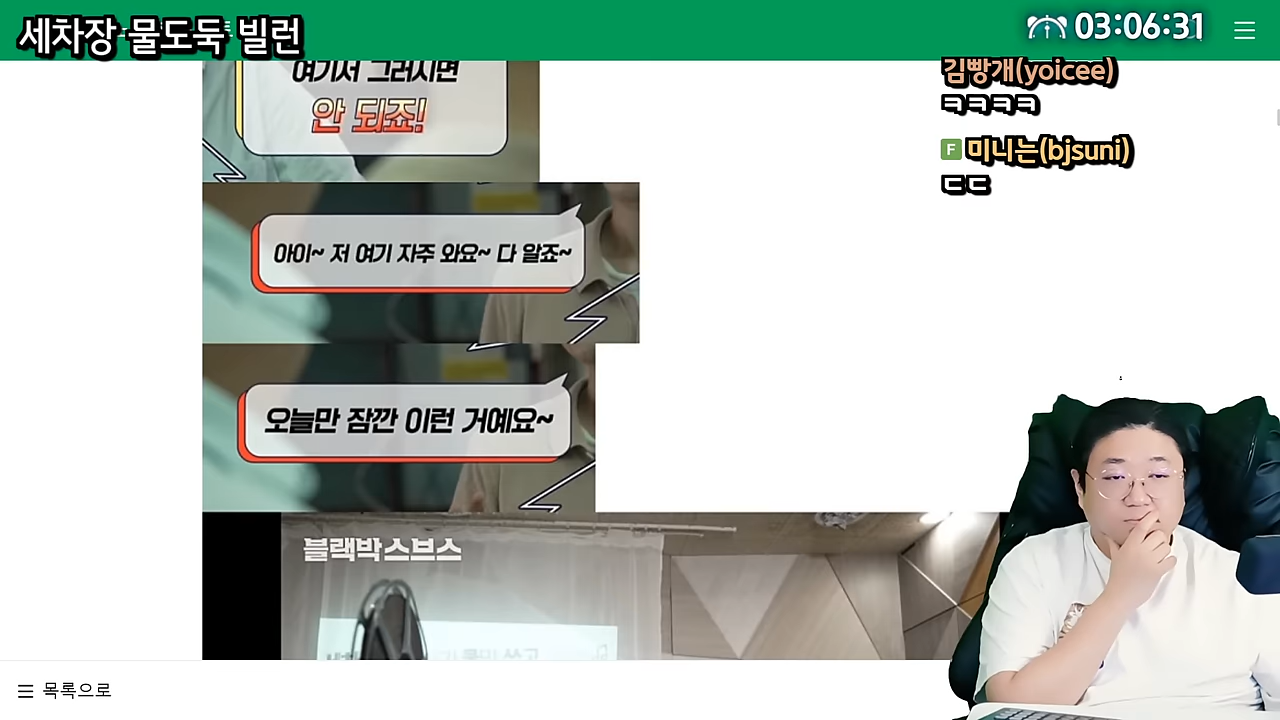 세차장 물도둑 빌런
03:06:31
여기서 그러시면
안 되죠!
김빵개(yoicee)
ㅋㅋㅋㅋ
F 미니는(bjsuni)
ㄷㄷ
아이~ 저 여기 자주 와요~ 다 알죠~
오늘만 잠깐 이런 거예요~
블랙박스브스
목록으로